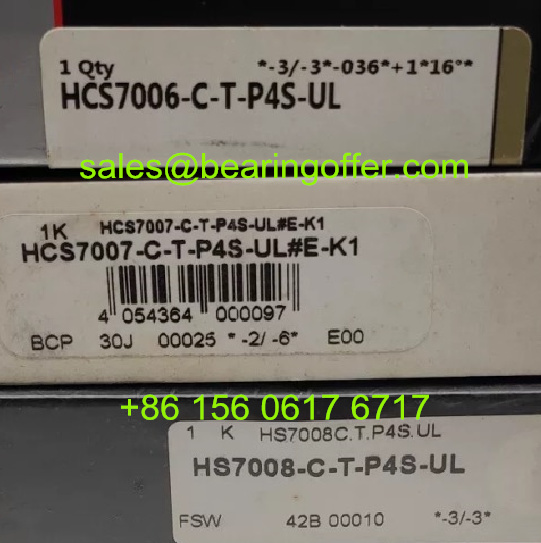 1 Qty *-3/-3*-036*+1*16°*
HCS7006-C-T-P4S-UL
sales@bearingoffer.com
1K HCS7007-C-T-P4S-UL#E-K1
HCS7007-C-T-P4S-UL#E-K1
4 054364 000097
BCP 30J 00025 *-2/-6* E00
+86 156 0617 6717
1 K HS7008C.T.P4S.UL
HS7008-C-T-P4S-UL
FSW 42B 00010 *-3/-3*